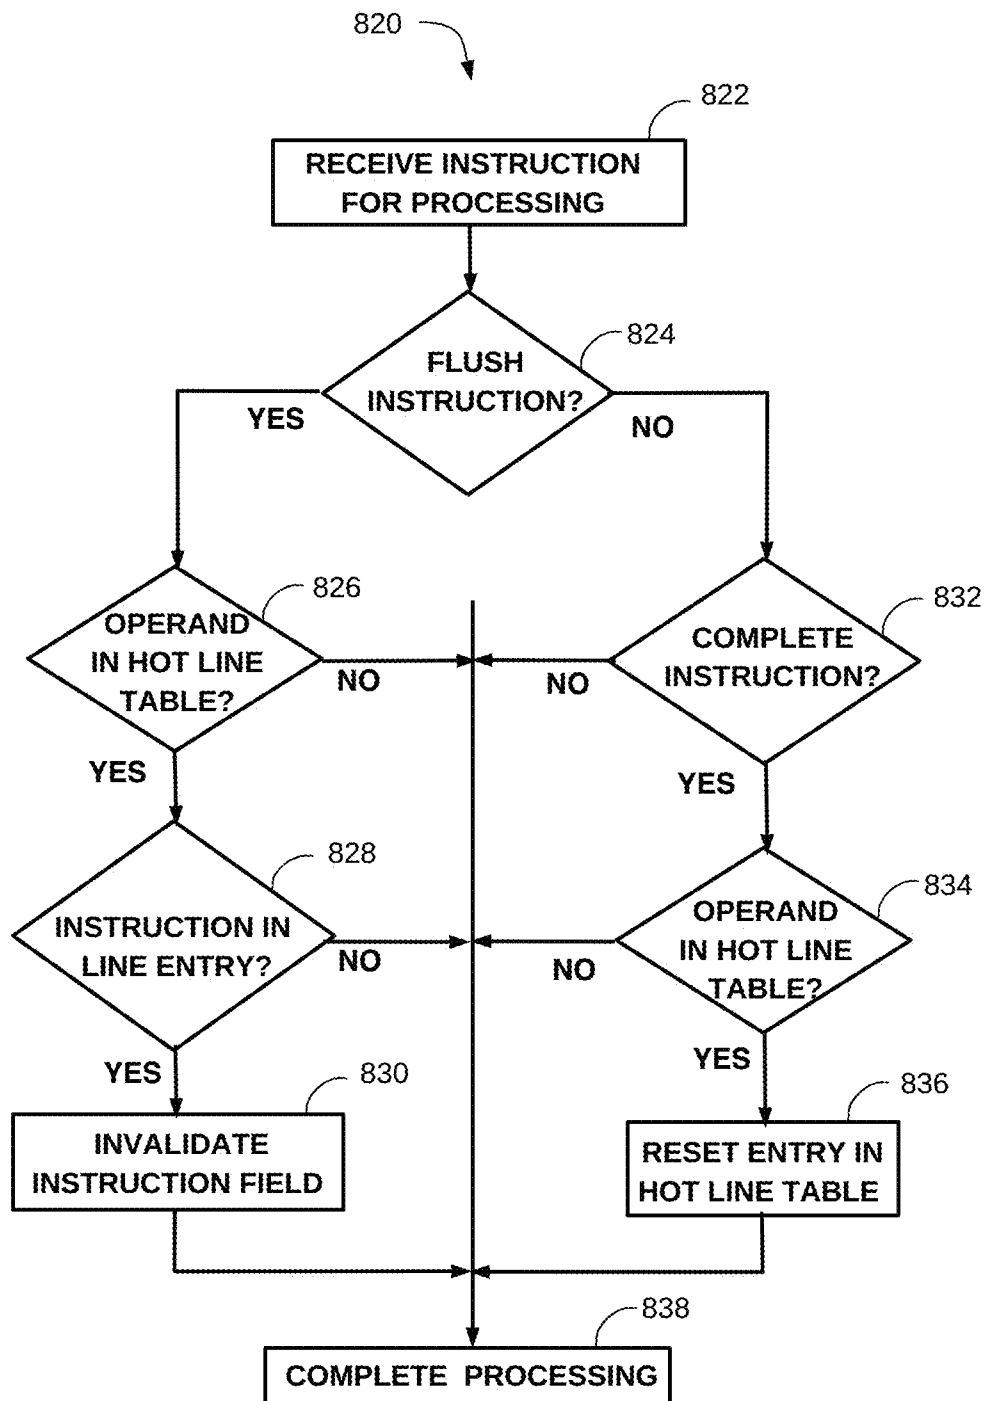 820
822
RECEIVE INSTRUCTION
FOR PROCESSING
824
FLUSH
INSTRUCTION?
YES
NO
826
OPERAND
IN HOT LINE
TABLE?
NO
YES
832
COMPLETE
INSTRUCTION?
NO
YES
828
INSTRUCTION IN
LINE ENTRY?
NO
YES
834
OPERAND
IN HOT LINE
TABLE?
NO
YES
830
INVALIDATE
INSTRUCTION FIELD
836
RESET ENTRY IN
HOT LINE TABLE
838
COMPLETE PROCESSING